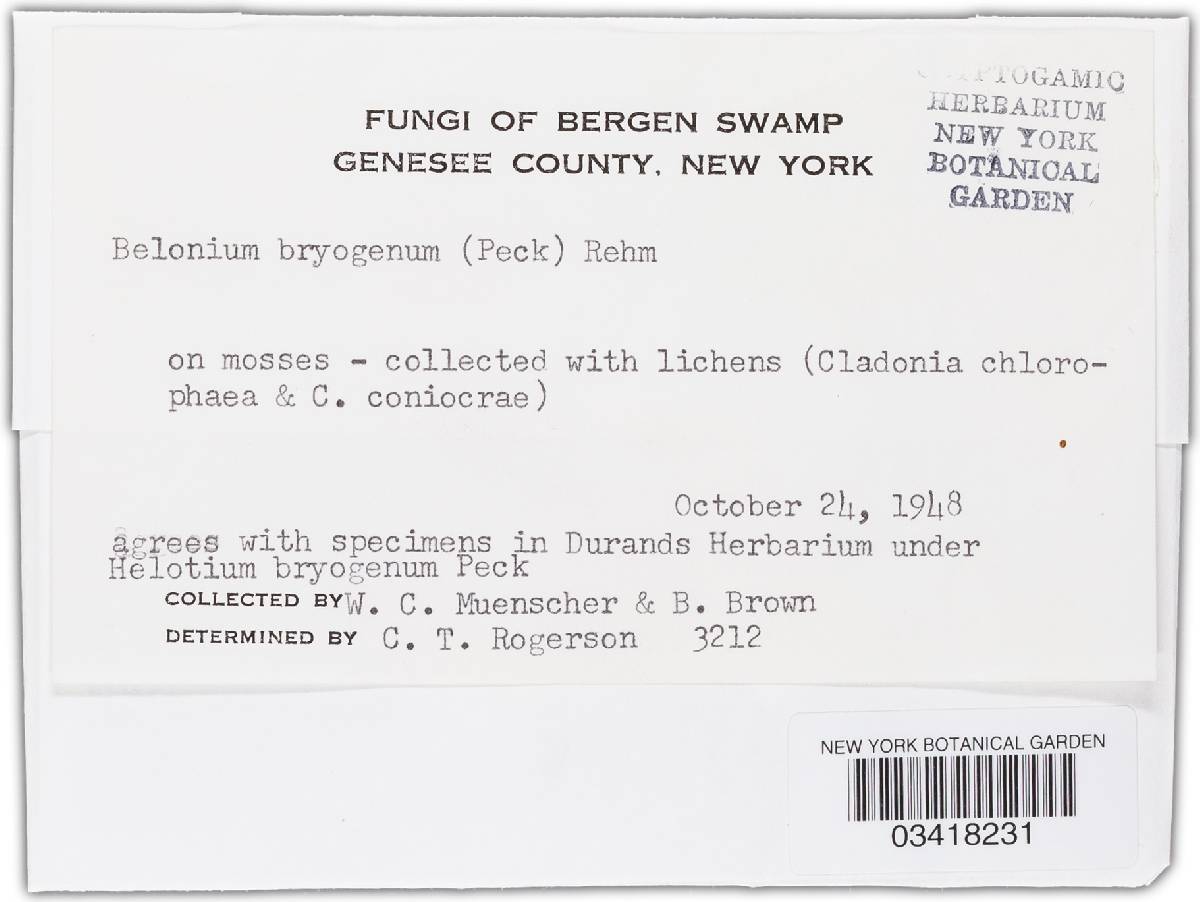 FUNGI OF BERGEN SWAMP
GENESEE COUNTY, NEW YORK
CRYPTOGAMIC
HERBARIUM
NEW YORK
BOTANICAL
GARDEN
Belonium bryogenum (Peck) Rehm
on mosses - collected with lichens (Cladonia chloro-
phaea & C. coniocrae)
October 24, 1948
agrees with specimens in Durands Herbarium under
Helotium bryogenum Peck
COLLECTED BY W. C. Muenscher & B. Brown
DETERMINED BY C. T. Rogerson 3212
NEW YORK BOTANICAL GARDEN
03418231